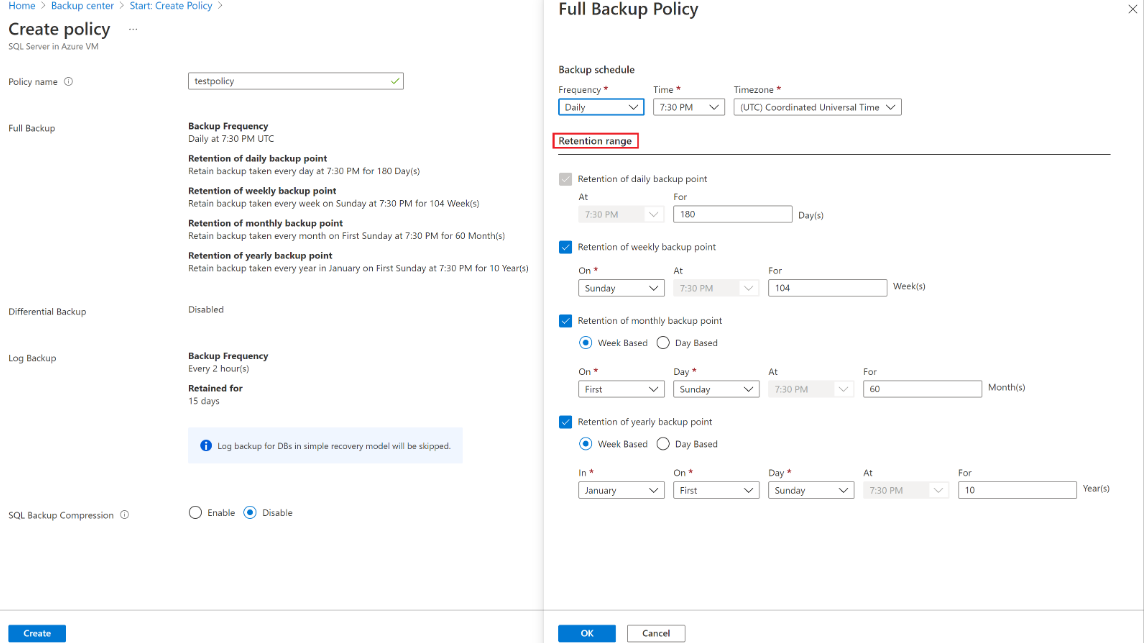 Home > Backup center > Start: Create Policy >
Create policy ...
SQL Server in Azure VM
Policy name
testpolicy
Full Backup
Backup Frequency
Daily at 7:30 PM UTC
Retention of daily backup point
Retain backup taken every day at 7:30 PM for 180 Day(s)
Retention of weekly backup point
Retain backup taken every week on Sunday at 7:30 PM for 104 Week(s)
Retention of monthly backup point
Retain backup taken every month on First Sunday at 7:30 PM for 60 Month(s)
Retention of yearly backup point
Retain backup taken every year in January on First Sunday at 7:30 PM for 10 Year(s)
Differential Backup
Disabled
Log Backup
Backup Frequency
Every 2 hour(s)
Retained for
15 days
Log backup for DBs in simple recovery model will be skipped.
SQL Backup Compression
Enable Disable
Create
Full Backup Policy
Backup schedule
Frequency * Time * Timezone *
Daily 7:30 PM (UTC) Coordinated Universal Time
Retention range
Retention of daily backup point
At For
7:30 PM 180 Day(s)
Retention of weekly backup point
On * At For
Sunday 7:30 PM 104 Week(s)
Retention of monthly backup point
Week Based Day Based
On * Day * At For
First Sunday 7:30 PM 60 Month(s)
Retention of yearly backup point
Week Based Day Based
In * On * Day * At For
January First Sunday 7:30 PM 10 Year(s)
OK Cancel